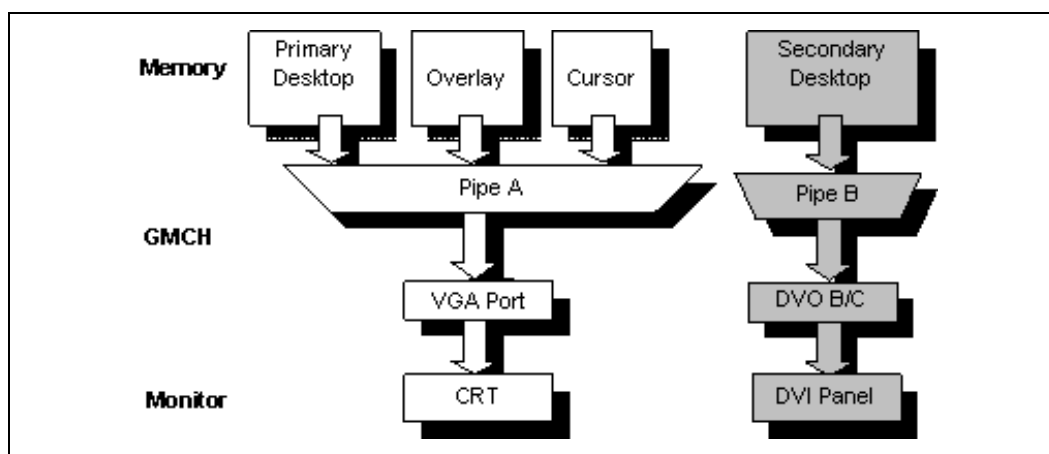 Memory
Primary
Desktop
Overlay
Cursor
Secondary
Desktop
Pipe A
Pipe B
GMCH
VGA Port
DVO B/C
Monitor
CRT
DVI Panel